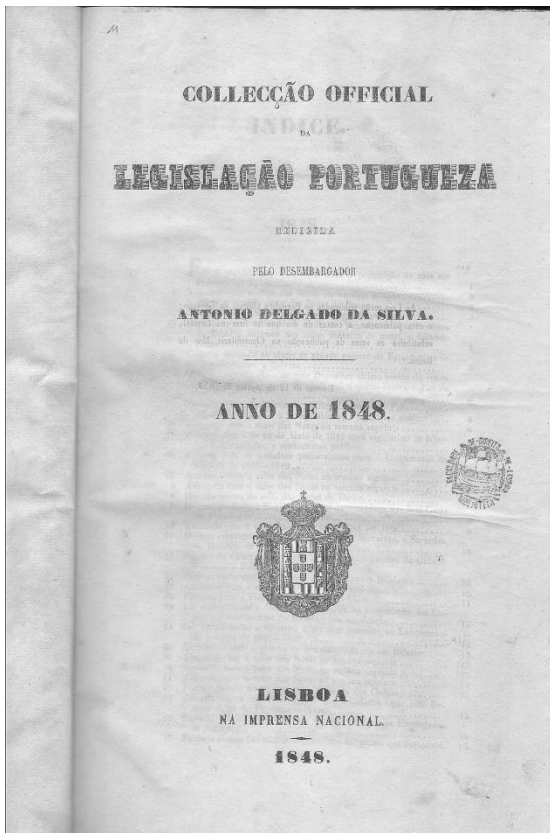 COLLECÇÃO OFFICIAL
DA
LEGISLAÇÃO PORTUGUEZA
REDIGIDA
PELO DESEMBARGADOR
ANTONIO DELGADO DA SILVA.
ANNO DE 1848.
LISBOA
NA IMPRENSA NACIONAL.
1848.